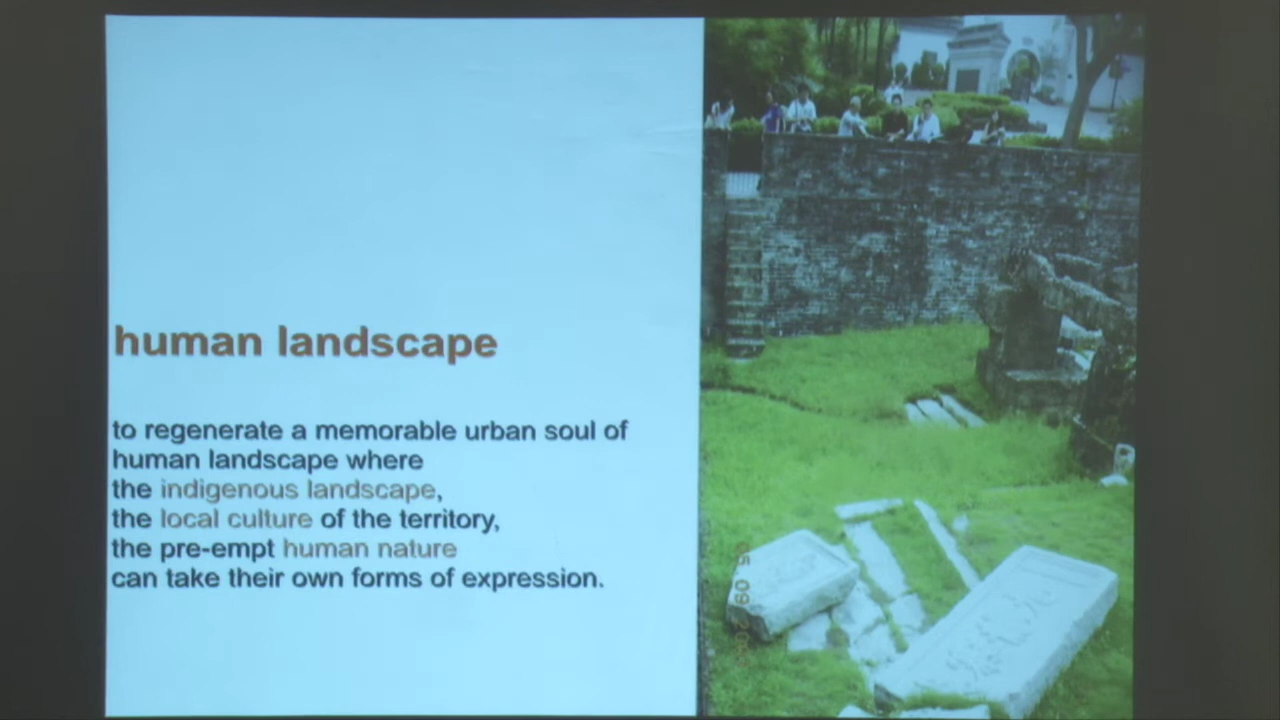 human landscape
to regenerate a memorable urban soul of
human landscape where
the indigenous landscape,
the local culture of the territory,
the pre-empt human nature
can take their own forms of expression.